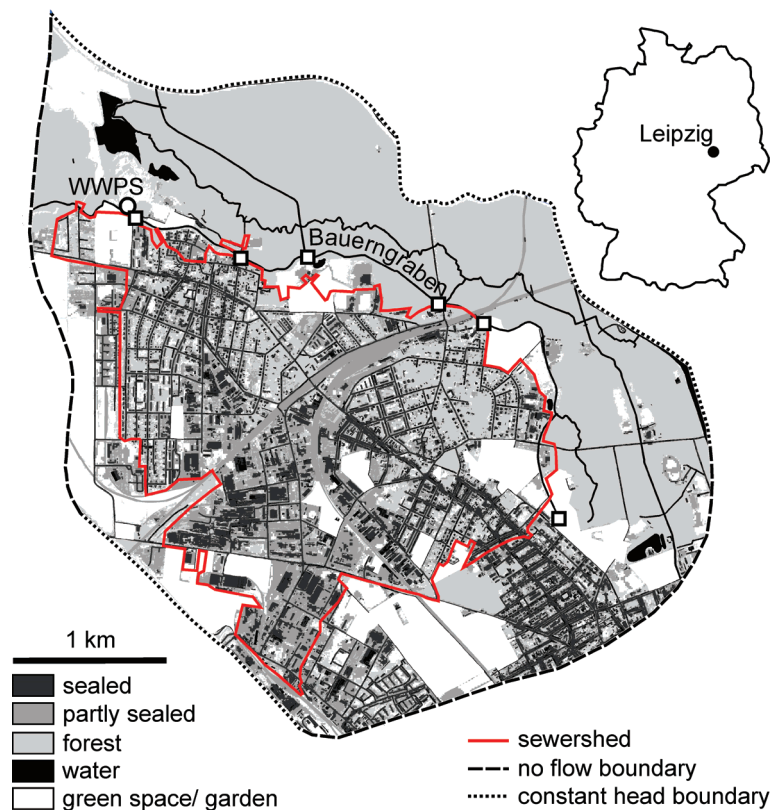 Leipzig
WWPS
Bauerngraben
1 km
sealed
partly sealed
forest
water
green space/ garden
sewershed
no flow boundary
constant head boundary